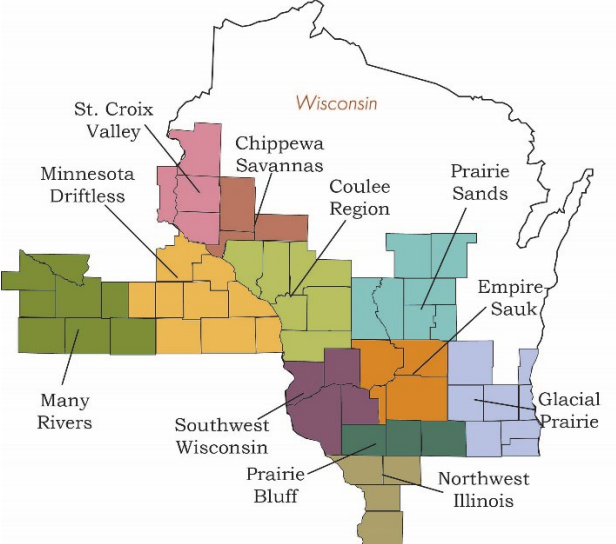 Wisconsin
St. Croix
Valley
Chippewa
Savannas
Minnesota
Driftless
Coulee
Region
Prairie
Sands
Empire-
Sauk
Many
Rivers
Southwest
Wisconsin
Glacial
Prairie
Prairie
Bluff
Northwest
Illinois